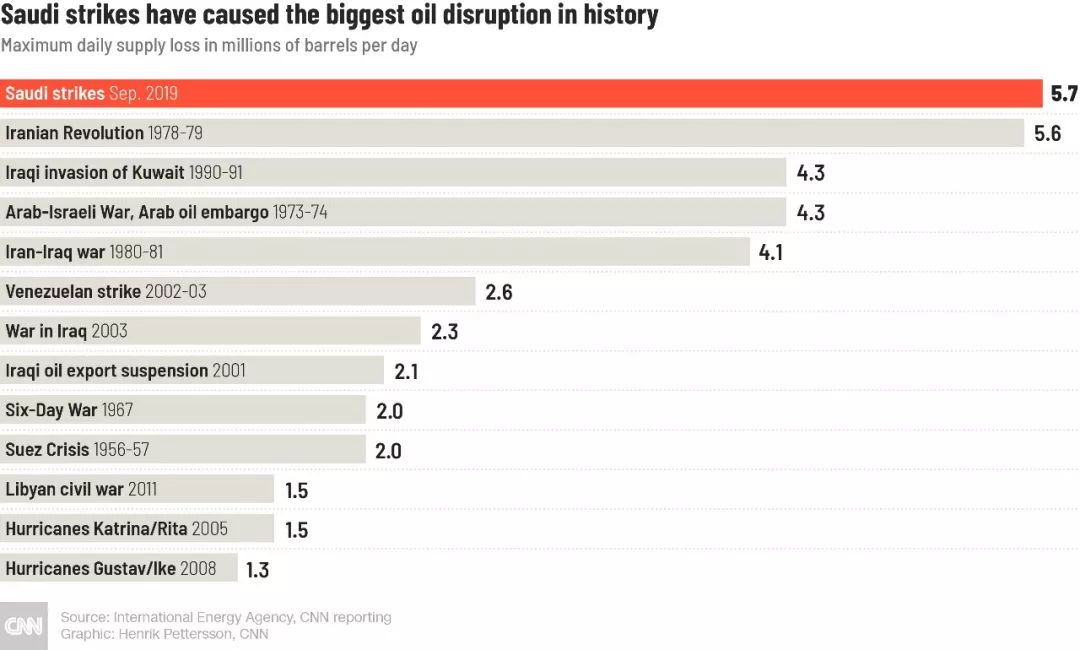 Saudi strikes have caused the biggest oil disruption in history
Maximum daily supply loss in millions of barrels per day
Saudi strikes Sep. 2019 5.7
Iranian Revolution 1978-79 5.6
Iraqi invasion of Kuwait 1990-91 4.3
Arab-Israeli War, Arab oil embargo 1973-74 4.3
Iran-Iraq war 1980-81 4.1
Venezuelan strike 2002-03 2.6
War in Iraq 2003 2.3
Iraqi oil export suspension 2001 2.1
Six-Day War 1967 2.0
Suez Crisis 1956-57 2.0
Libyan civil war 2011 1.5
Hurricanes Katrina/Rita 2005 1.5
Hurricanes Gustav/Ike 2008 1.3
CNN
Source: International Energy Agency, CNN reporting
Graphic: Henrik Pettersson, CNN